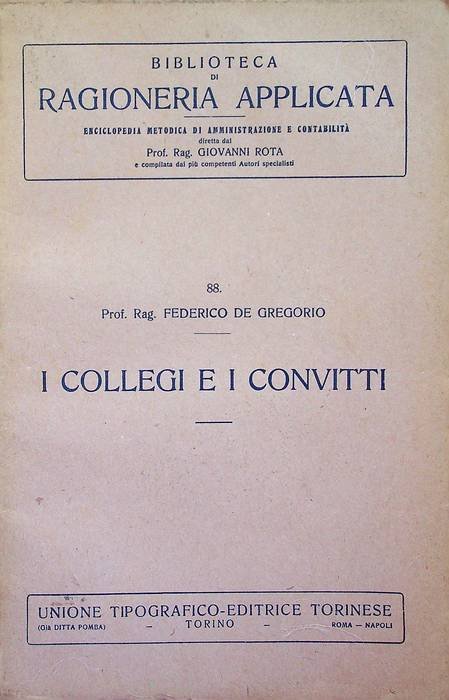 BIBLIOTECA
DI
RAGIONERIA APPLICATA
ENCICLOPEDIA METODICA DI AMMINISTRAZIONE E CONTABILITÀ
diretta dal
Prof. Rag. GIOVANNI ROTA
e compilata dai più competenti Autori specialisti
88.
Prof. Rag. FEDERICO DE GREGORIO
I COLLEGI E I CONVITTI
UNIONE TIPOGRAFICO-EDITRICE TORINESE
(Già DITTA POMBA) – TORINO – ROMA – NAPOLI